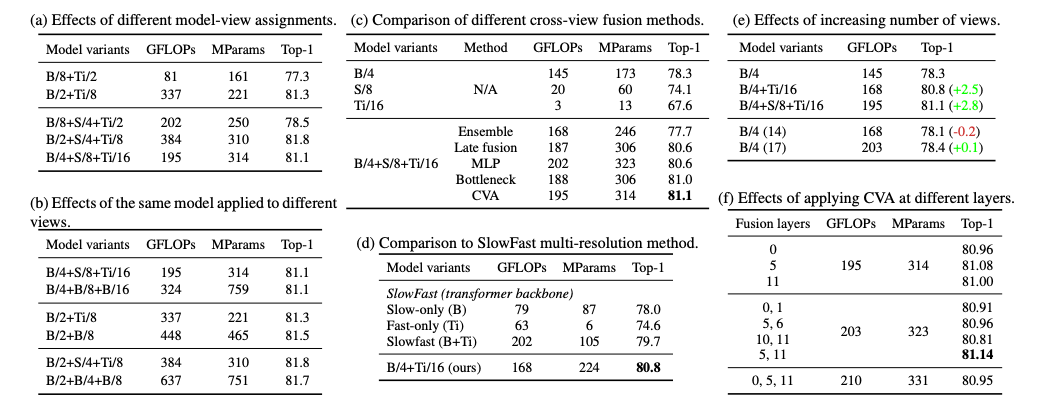 (a) Effects of different model-view assignments.
Model variants GFLOPs MParams Top-1
B/8+Ti/2 81 161 77.3
B/2+Ti/8 337 221 81.3
B/8+S/4+Ti/2 202 250 78.5
B/2+S/4+Ti/8 384 310 81.8
B/4+S/8+Ti/16 195 314 81.1
(b) Effects of the same model applied to different
views.
Model variants GFLOPs MParams Top-1
B/4+S/8+Ti/16 195 314 81.1
B/4+B/8+B/16 324 759 81.1
B/2+Ti/8 337 221 81.3
B/2+B/8 448 465 81.5
B/2+S/4+Ti/8 384 310 81.8
B/2+B/4+B/8 637 751 81.7
(c) Comparison of different cross-view fusion methods.
Model variants Method GFLOPs MParams Top-1
B/4 145 173 78.3
S/8 N/A 20 60 74.1
Ti/16 3 13 67.6
Ensemble 168 246 77.7
Late fusion 187 306 80.6
B/4+S/8+Ti/16 MLP 202 323 80.6
Bottleneck 188 306 81.0
CVA 195 314 81.1
(d) Comparison to SlowFast multi-resolution method.
Model variants GFLOPs MParams Top-1
SlowFast (transformer backbone)
Slow-only (B) 79 87 78.0
Fast-only (Ti) 63 6 74.6
Slowfast (B+Ti) 202 105 79.7
B/4+Ti/16 (ours) 168 224 80.8
(e) Effects of increasing number of views.
Model variants GFLOPs Top-1
B/4 145 78.3
B/4+Ti/16 168 80.8 (+2.5)
B/4+S/8+Ti/16 195 81.1 (+2.8)
B/4 (14) 168 78.1 (-0.2)
B/4 (17) 203 78.4 (+0.1)
(f) Effects of applying CVA at different layers.
Fusion layers GFLOPs MParams Top-1
0 80.96
5 195 314 81.08
11 81.00
0, 1 80.91
5, 6 203 323 80.96
10, 11 80.81
5, 11 81.14
0, 5, 11 210 331 80.95